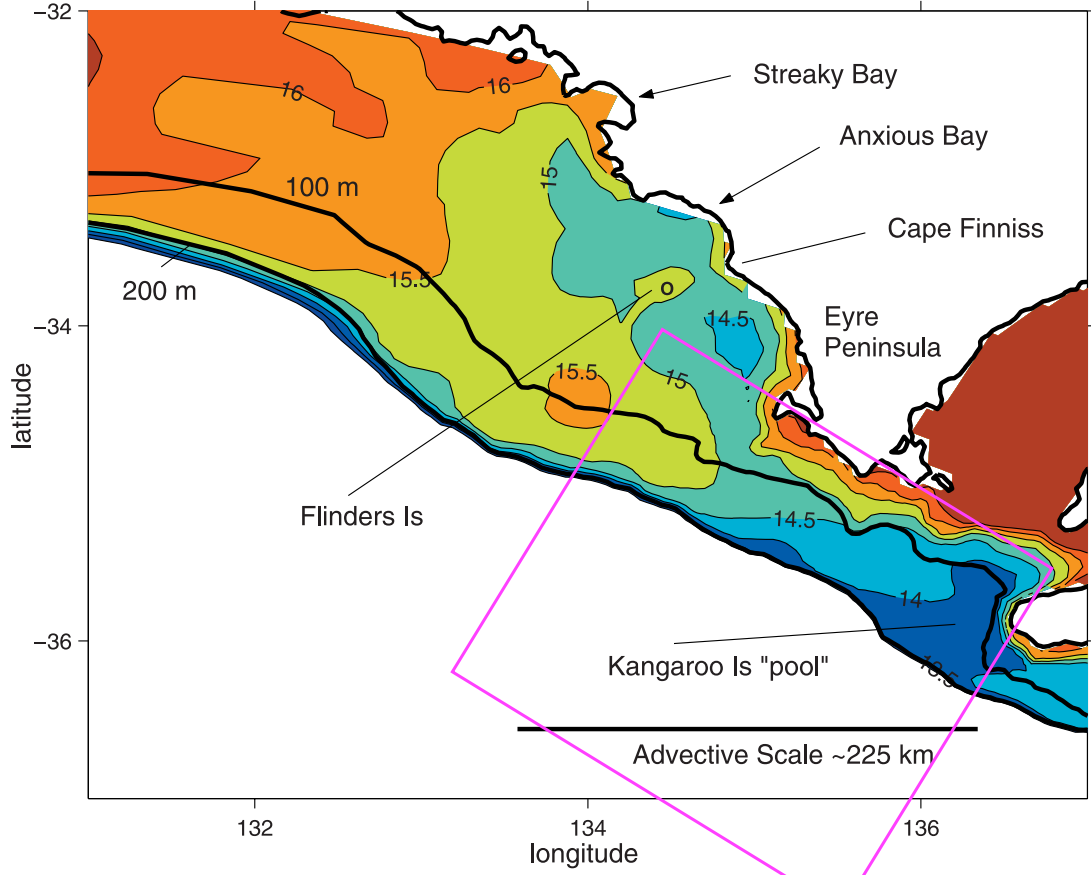 −32
16
16
Streaky Bay
Anxious Bay
15
100 m
Cape Finniss
15.5
200 m
14.5
−34
Eyre
Peninsula
15.5
15
latitude
Flinders Is
14.5
14
−36
Kangaroo Is "pool"
13.5
Advective Scale ~225 km
132
134
136
longitude